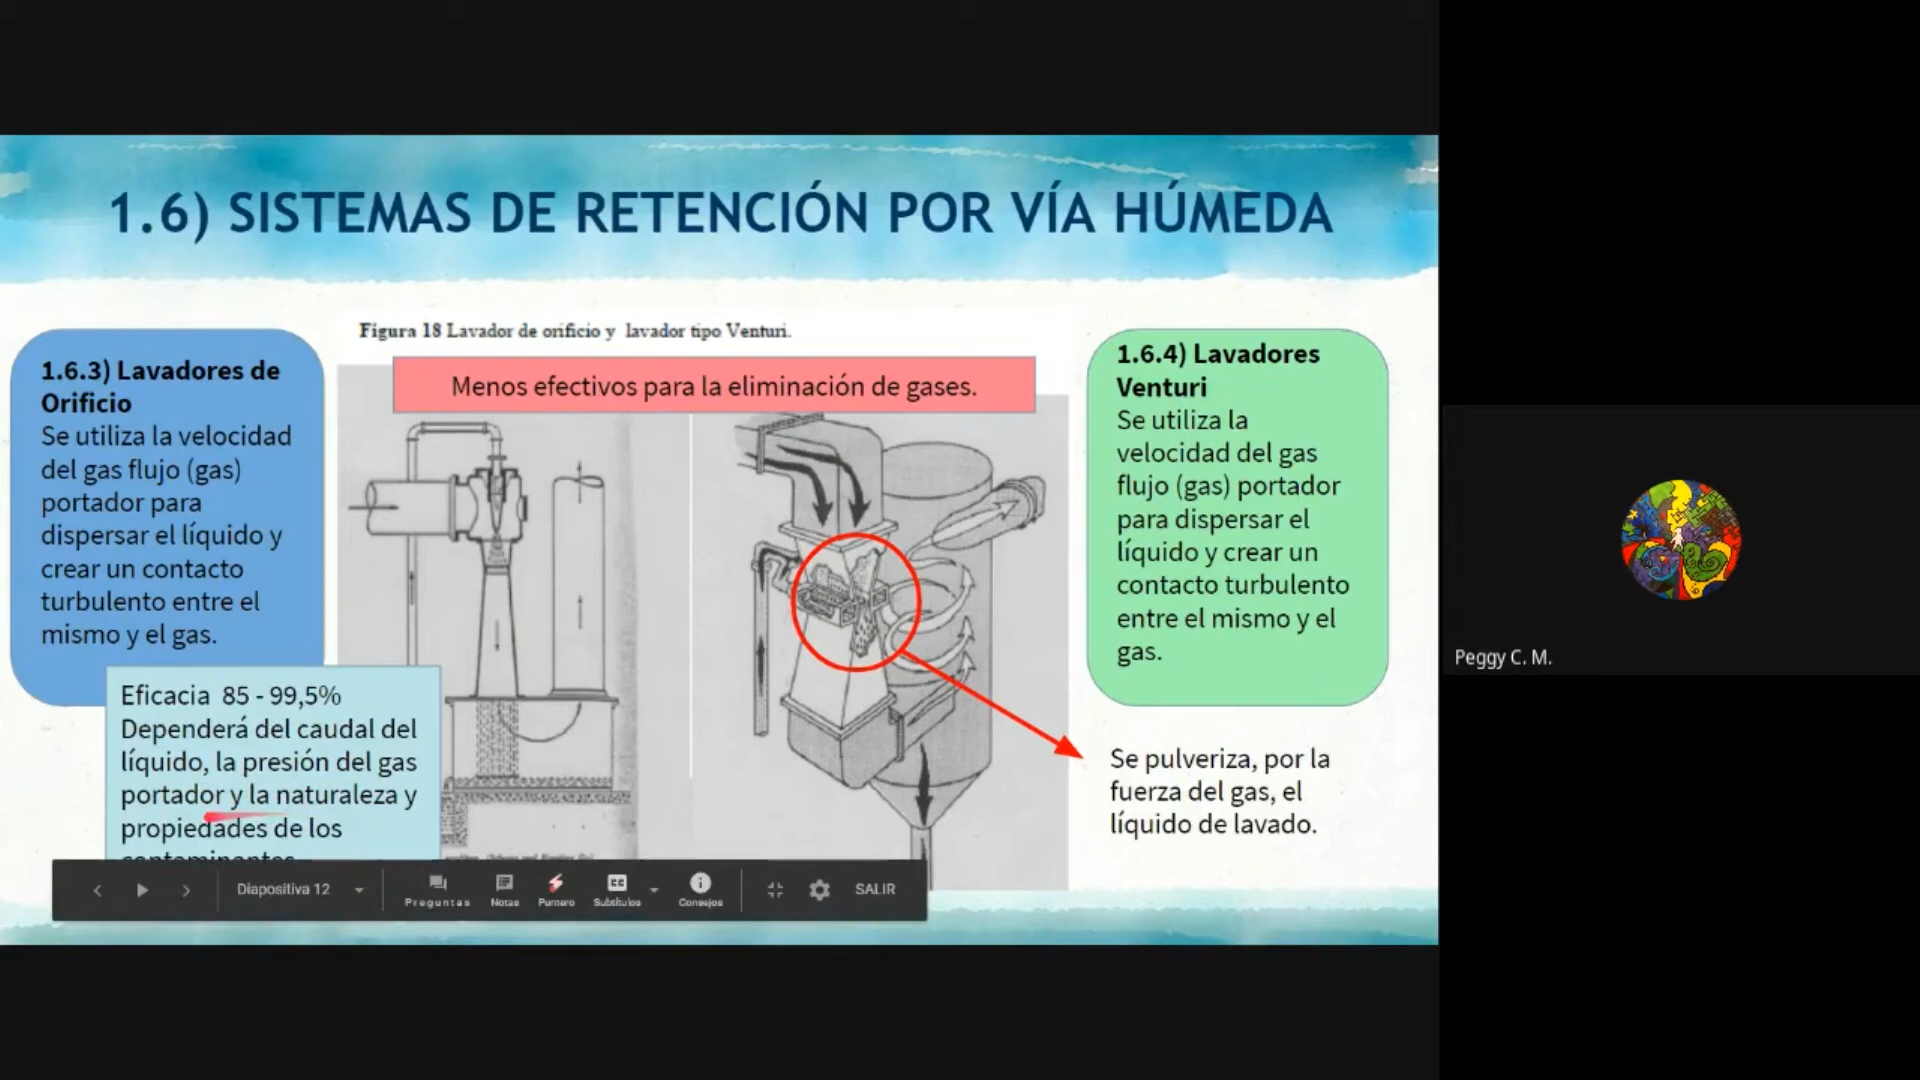 1.6) SISTEMAS DE RETENCIÓN POR VÍA HÚMEDA
Figura 18 Lavador de orificio y lavador tipo Venturi.
Menos efectivos para la eliminación de gases.
1.6.3) Lavadores de
Orificio
Se utiliza la velocidad
del gas flujo (gas)
portador para
dispersar el líquido y
crear un contacto
turbulento entre el
mismo y el gas.
Eficacia 85 - 99,5%
Dependerá del caudal del
líquido, la presión del gas
portador y la naturaleza y
propiedades de los
contaminantes
1.6.4) Lavadores
Venturi
Se utiliza la
velocidad del gas
flujo (gas) portador
para dispersar el
líquido y crear un
contacto turbulento
entre el mismo y el
gas.
Se pulveriza, por la
fuerza del gas, el
líquido de lavado.
Diapositiva 12
Preguntas
Notas
Puntero
Subtítulos
Consejos
SALIR
Peggy C. M.